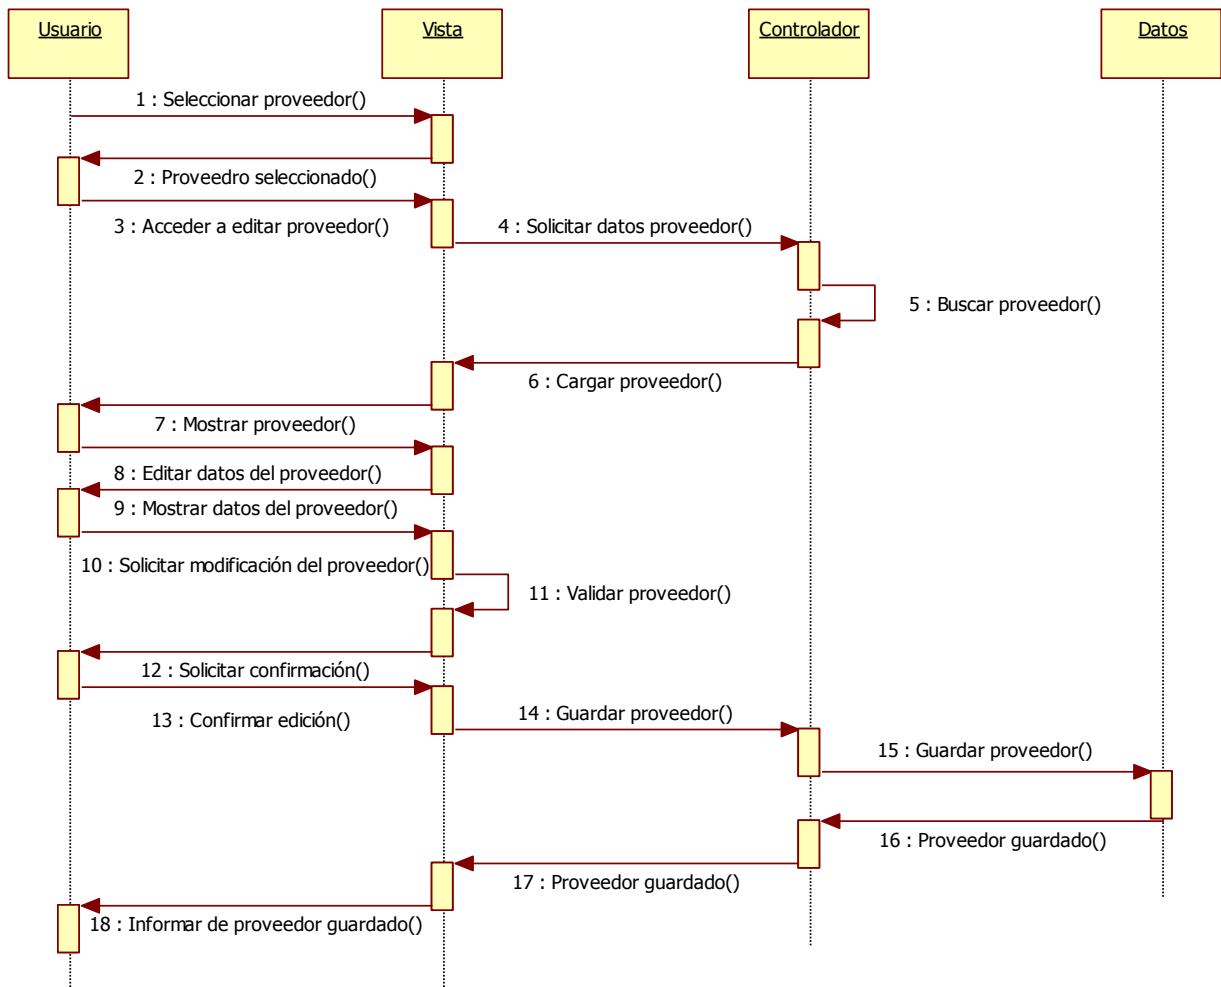 Usuario
Vista
Controlador
Datos
1 : Seleccionar proveedor()
2 : Proveedro seleccionado()
3 : Acceder a editar proveedor()
4 : Solicitar datos proveedor()
5 : Buscar proveedor()
6 : Cargar proveedor()
7 : Mostrar proveedor()
8 : Editar datos del proveedor()
9 : Mostrar datos del proveedor()
10 : Solicitar modificación del proveedor()
11 : Validar proveedor()
12 : Solicitar confirmación()
13 : Confirmar edición()
14 : Guardar proveedor()
15 : Guardar proveedor()
16 : Proveedor guardado()
17 : Proveedor guardado()
18 : Informar de proveedor guardado()